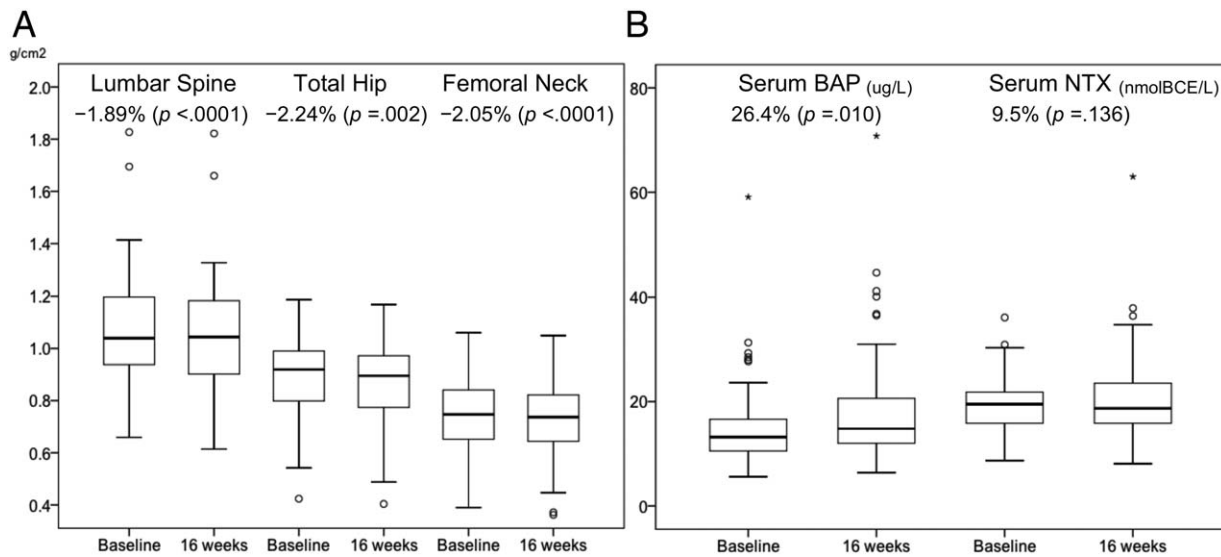 A
g/cm2
Lumbar Spine Total Hip Femoral Neck
−1.89% (p <.0001) −2.24% (p =.002) −2.05% (p <.0001)
2.0
1.8
1.6
1.4
1.2
1.0
0.8
0.6
0.4
Baseline 16 weeks Baseline 16 weeks Baseline 16 weeks
B
Serum BAP (ug/L) Serum NTX (nmolBCE/L)
26.4% (p =.010) 9.5% (p =.136)
80
60
40
20
0
Baseline 16 weeks Baseline 16 weeks